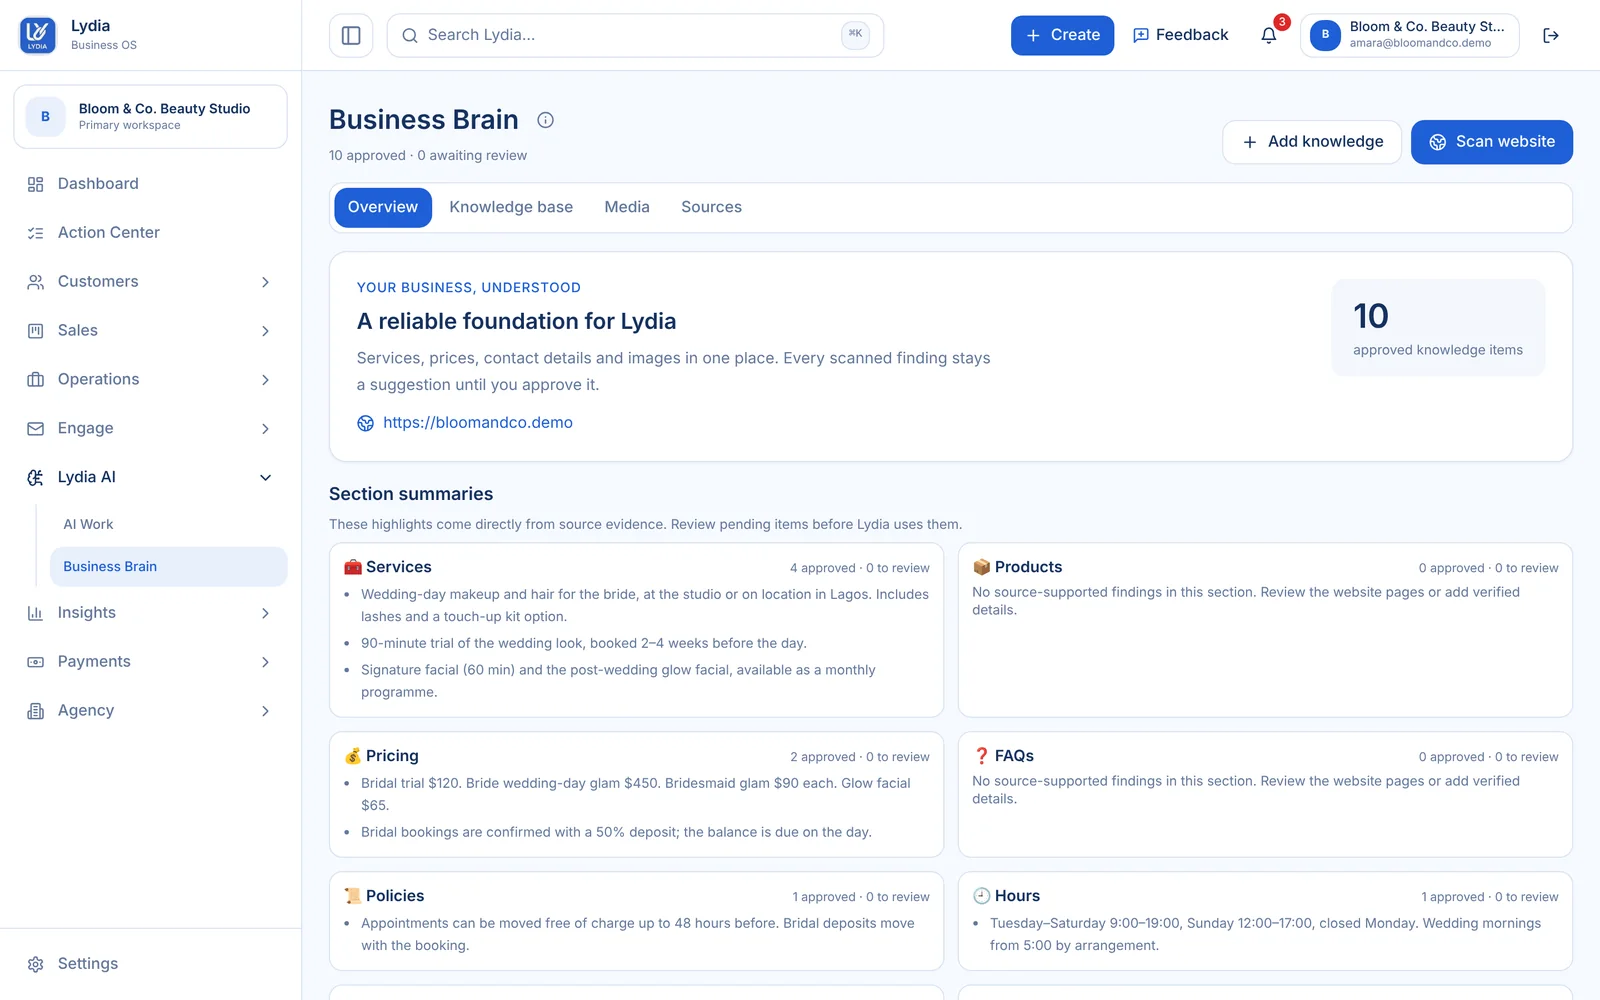 Lydia
Business OS
LYDIA
Search Lydia...
⌘K
+ Create
Feedback
3
B
Bloom & Co. Beauty St...
amara@bloomandco.demo
B
Bloom & Co. Beauty Studio
Primary workspace
Dashboard
Action Center
Customers
Sales
Operations
Engage
Lydia AI
AI Work
Business Brain
Insights
Payments
Agency
Settings
Business Brain
10 approved · 0 awaiting review
+ Add knowledge
Scan website
Overview
Knowledge base
Media
Sources
YOUR BUSINESS, UNDERSTOOD
A reliable foundation for Lydia
Services, prices, contact details and images in one place. Every scanned finding stays
a suggestion until you approve it.
https://bloomandco.demo
10
approved knowledge items
Section summaries
These highlights come directly from source evidence. Review pending items before Lydia uses them.
🧰 Services
4 approved · 0 to review
• Wedding-day makeup and hair for the bride, at the studio or on location in Lagos. Includes
lashes and a touch-up kit option.
• 90-minute trial of the wedding look, booked 2–4 weeks before the day.
• Signature facial (60 min) and the post-wedding glow facial, available as a monthly
programme.
📦 Products
0 approved · 0 to review
No source-supported findings in this section. Review the website pages or add verified
details.
💰 Pricing
2 approved · 0 to review
• Bridal trial $120. Bride wedding-day glam $450. Bridesmaid glam $90 each. Glow facial
$65.
• Bridal bookings are confirmed with a 50% deposit; the balance is due on the day.
❓ FAQs
0 approved · 0 to review
No source-supported findings in this section. Review the website pages or add verified
details.
📜 Policies
1 approved · 0 to review
• Appointments can be moved free of charge up to 48 hours before. Bridal deposits move
with the booking.
🕘 Hours
1 approved · 0 to review
• Tuesday–Saturday 9:00–19:00, Sunday 12:00–17:00, closed Monday. Wedding mornings
from 5:00 by arrangement.